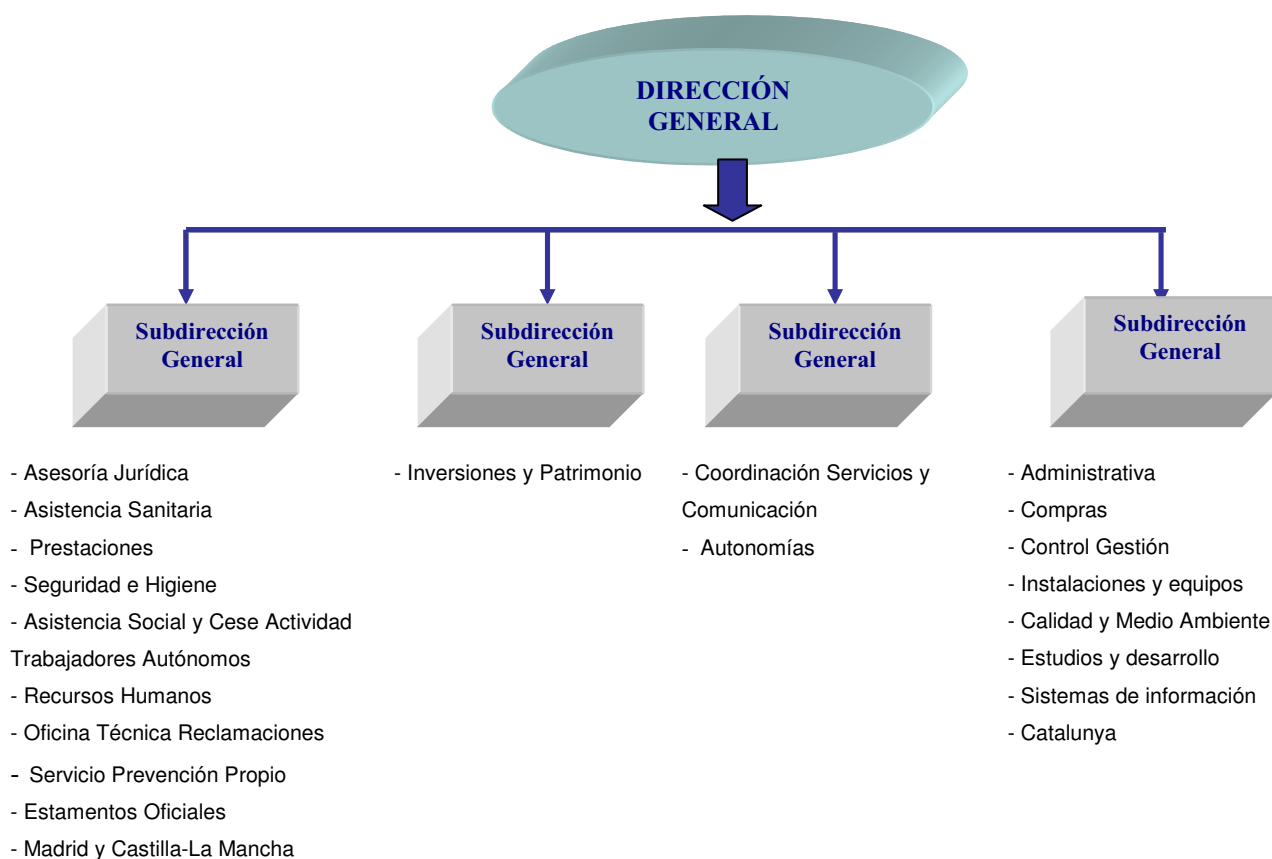 DIRECCIÓN
GENERAL
Subdirección
General
Subdirección
General
Subdirección
General
Subdirección
General
- Asesoría Jurídica
- Asistencia Sanitaria
- Prestaciones
- Seguridad e Higiene
- Asistencia Social y Cese Actividad
Trabajadores Autónomos
- Recursos Humanos
- Oficina Técnica Reclamaciones
- Servicio Prevención Propio
- Estamentos Oficiales
- Madrid y Castilla-La Mancha
- Inversiones y Patrimonio
- Coordinación Servicios y
Comunicación
- Autonomías
- Administrativa
- Compras
- Control Gestión
- Instalaciones y equipos
- Calidad y Medio Ambiente
- Estudios y desarrollo
- Sistemas de información
- Catalunya